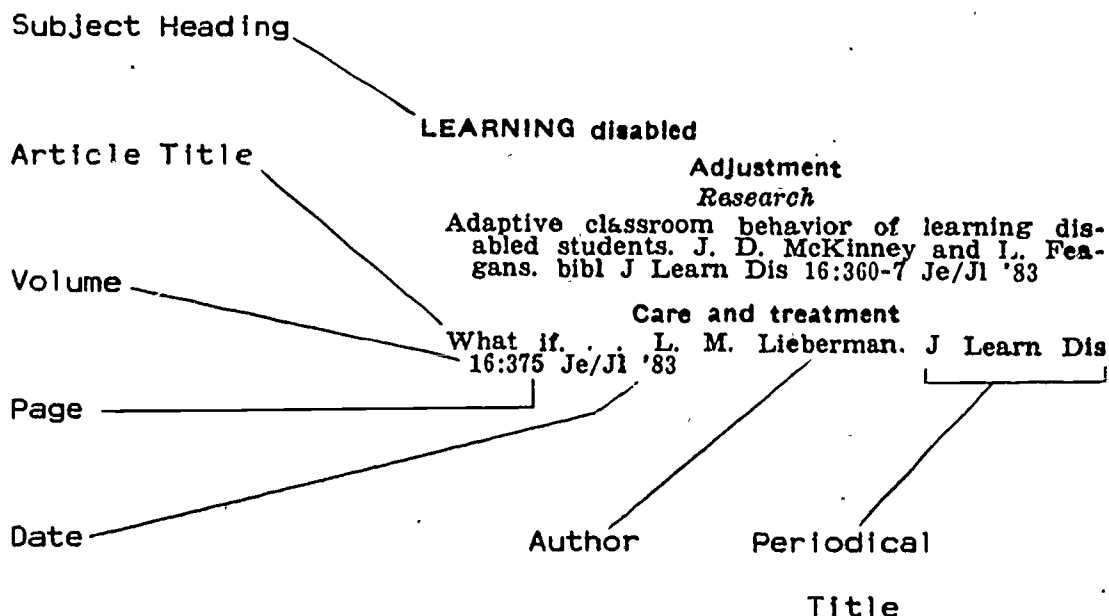 Subject Heading
LEARNING disabled
Article Title
Adjustment
Research
Adaptive classroom behavior of learning dis-
abled students. J. D. McKinney and L. Fea-
gans. bibl J Learn Dis 16:360-7 Je/Jl '83
Volume
Care and treatment
What if. . . L. M. Lieberman. J Learn Dis
16:375 Je/Jl '83
Page
Date
Author
Periodical
Title